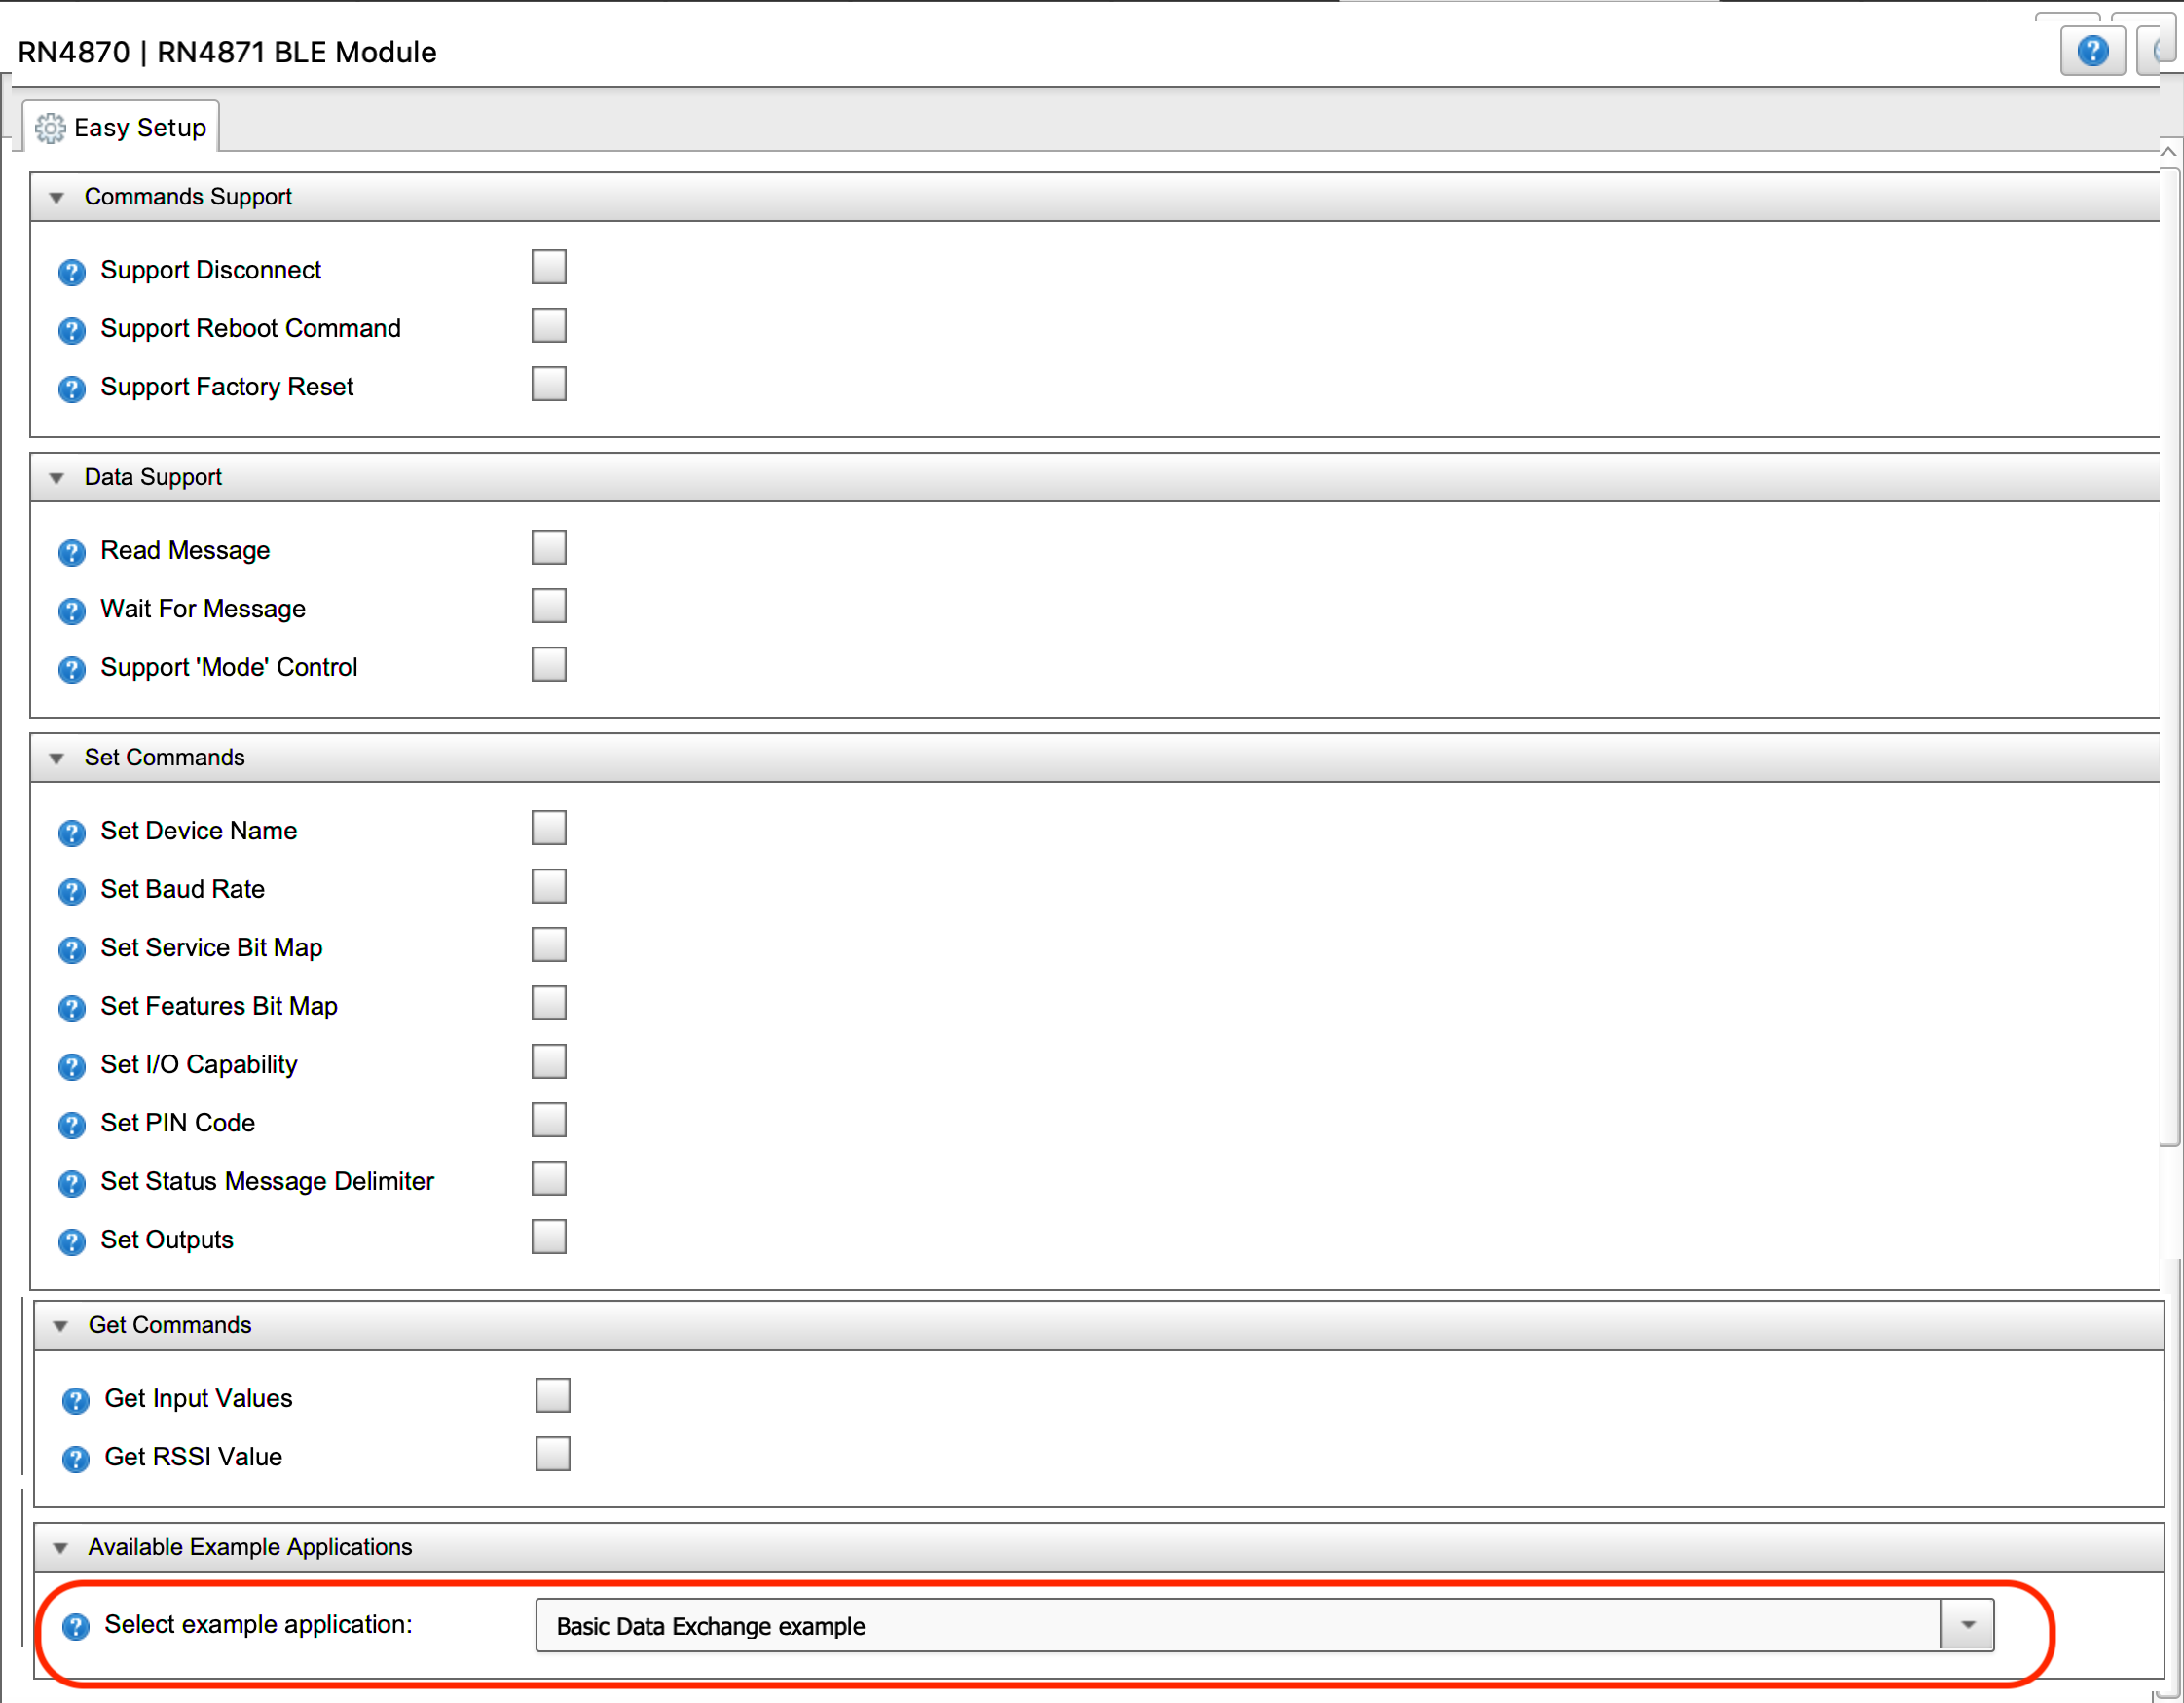 RN4870 | RN4871 BLE Module
Easy Setup
Commands Support
Support Disconnect
Support Reboot Command
Support Factory Reset
Data Support
Read Message
Wait For Message
Support 'Mode' Control
Set Commands
Set Device Name
Set Baud Rate
Set Service Bit Map
Set Features Bit Map
Set I/O Capability
Set PIN Code
Set Status Message Delimiter
Set Outputs
Get Commands
Get Input Values
Get RSSI Value
Available Example Applications
Select example application: Basic Data Exchange example